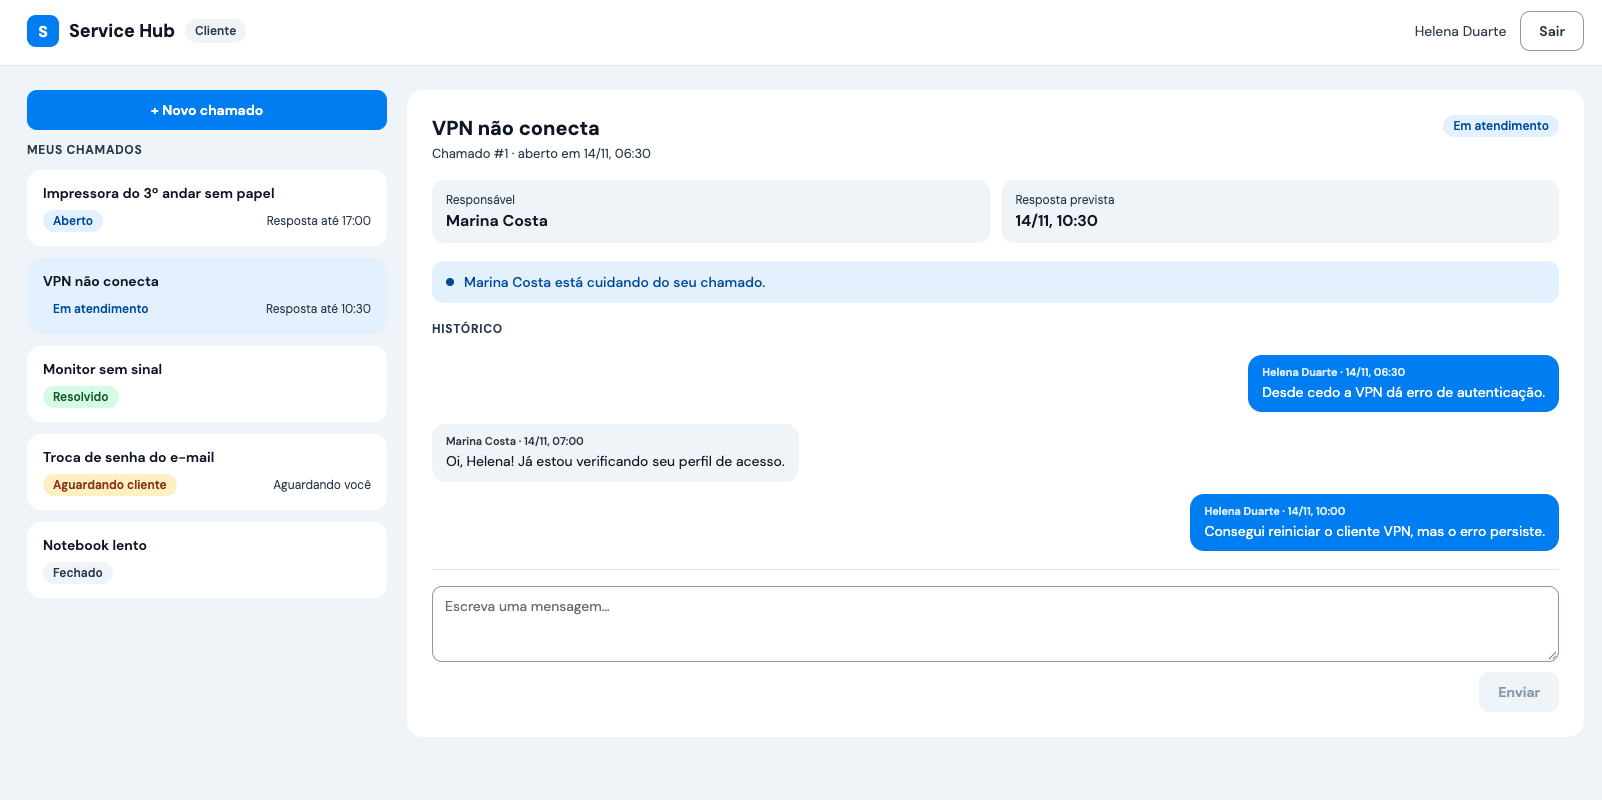 S Service Hub Cliente
Helena Duarte Sair
+ Novo chamado
MEUS CHAMADOS
Impressora do 3º andar sem papel
Aberto Resposta até 17:00
VPN não conecta
Em atendimento Resposta até 10:30
Monitor sem sinal
Resolvido
Troca de senha do e-mail
Aguardando cliente Aguardando você
Notebook lento
Fechado
VPN não conecta
Em atendimento
Chamado #1 · aberto em 14/11, 06:30
Responsável
Marina Costa
Resposta prevista
14/11, 10:30
Marina Costa está cuidando do seu chamado.
HISTÓRICO
Helena Duarte · 14/11, 06:30
Desde cedo a VPN dá erro de autenticação.
Marina Costa · 14/11, 07:00
Oi, Helena! Já estou verificando seu perfil de acesso.
Helena Duarte · 14/11, 10:00
Consegui reiniciar o cliente VPN, mas o erro persiste.
Escreva uma mensagem...
Enviar